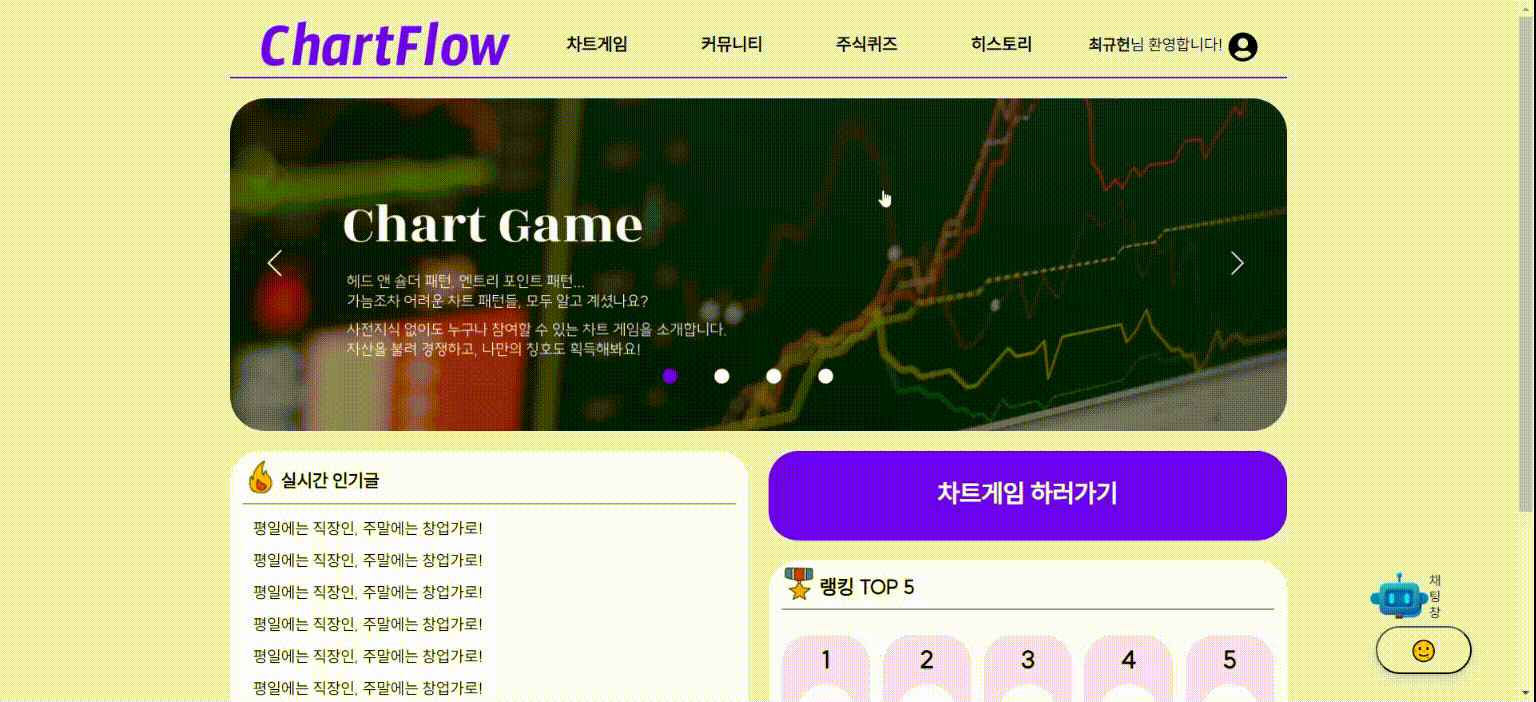 ChartFlow
차트게임
커뮤니티
주식퀴즈
히스토리
최규헌님 환영합니다!
Chart Game
헤드 앤 숄더 패턴, 엔트리 포인트 패턴...
가늠조차 어려운 차트 패턴들, 모두 알고 계셨나요?
사전지식 없이도 누구나 참여할 수 있는 차트 게임을 소개합니다.
자산을 불려 경쟁하고, 나만의 칭호도 획득해봐요!
실시간 인기글
평일에는 직장인, 주말에는 창업가로!
평일에는 직장인, 주말에는 창업가로!
평일에는 직장인, 주말에는 창업가로!
평일에는 직장인, 주말에는 창업가로!
평일에는 직장인, 주말에는 창업가로!
평일에는 직장인, 주말에는 창업가로!
차트게임 하러가기
랭킹 TOP 5
1
2
3
4
5
채
팅
창